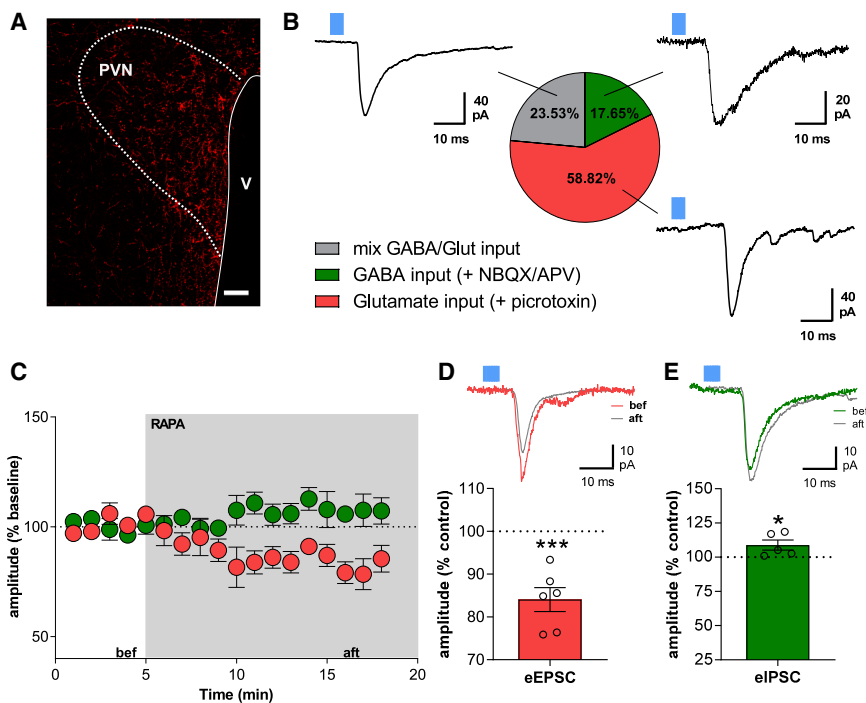 A
PVN
V
B
40
pA
10 ms
23.53%
17.65%
58.82%
20
pA
10 ms
40
pA
10 ms
mix GABA/Glut input
GABA input (+ NBQX/APV)
Glutamate input (+ picrotoxin)
C
150
100
50
amplitude (% baseline)
RAPA
bef
aft
0
5
10
15
20
Time (min)
D
bef
aft
10
pA
10 ms
110
100
90
80
70
amplitude (% control)
***
eEPSC
E
bef
aft
10
pA
10 ms
150
125
100
75
50
25
amplitude (% control)
*
eIPSC